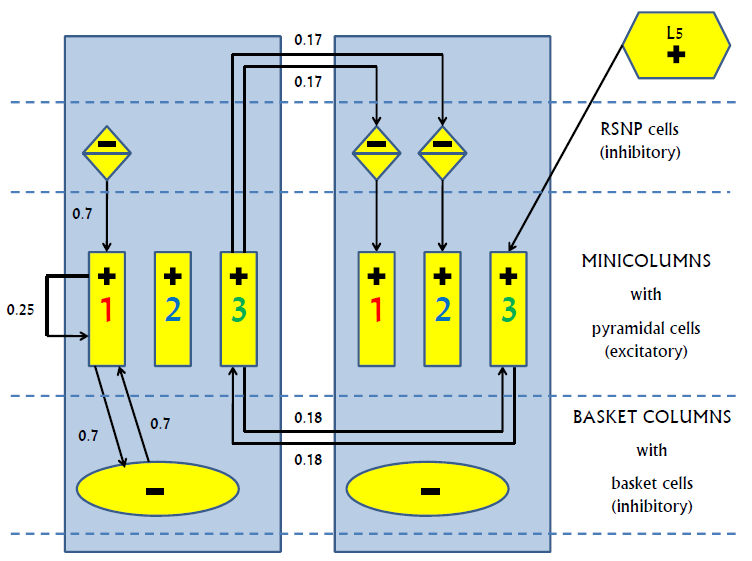 0.17
0.17
L5
+
RSNP cells
(inhibitory)
-
-
-
0.7
MINICOLUMNS
with
pyramidal cells
(excitatory)
+
1
+
2
+
3
+
1
+
2
+
3
0.25
0.7
0.7
0.18
0.18
BASKET COLUMNS
with
basket cells
(inhibitory)
-
-